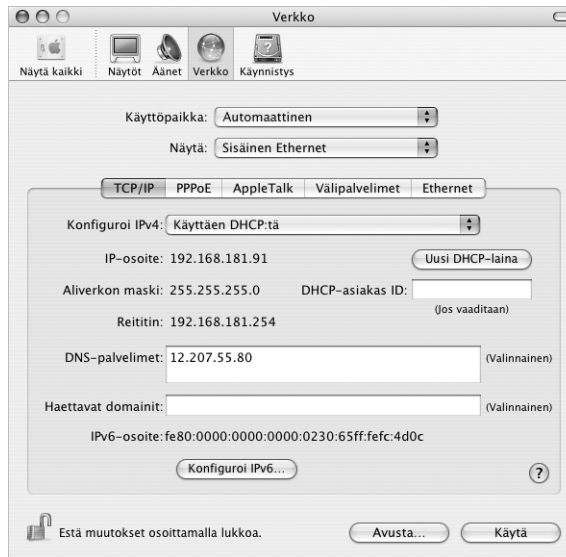 Verkko
Näytä kaikki Näytöt Äänet Verkko Käynnistys
Käyttöpaikka: Automaattinen
Näytä: Sisäinen Ethernet
TCP/IP PPPoE AppleTalk Välipalvelimet Ethernet
Konfiguroi IPv4: Käyttäen DHCP:tä
IP-osoite: 192.168.181.91 Uusi DHCP-laina
Aliverkon maski: 255.255.255.0 DHCP-asiakas ID:
(Jos vaaditaan)
Reititin: 192.168.181.254
DNS-palvelimet: 12.207.55.80 (Valinnainen)
Haettavat domainit: (Valinnainen)
IPv6-osoite: fe80:0000:0000:0000:0230:65ff:fefc:4d0c
Konfiguroi IPv6... ?
Estä muutokset osoittamalla lukkoa. Avusta... Käytä